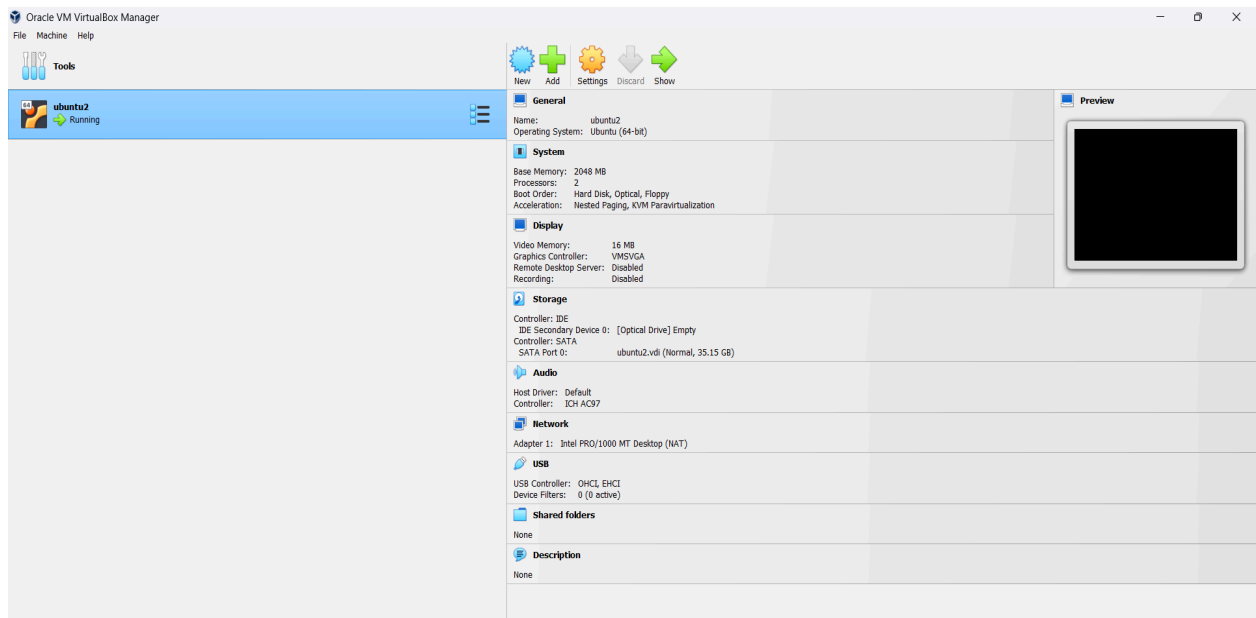 Oracle VM VirtualBox Manager
File Machine Help
Tools
New Add Settings Discard Show
64
ubuntu2
Running
General
Name: ubuntu2
Operating System: Ubuntu (64-bit)
Preview
System
Base Memory: 2048 MB
Processors: 2
Boot Order: Hard Disk, Optical, Floppy
Acceleration: Nested Paging, KVM Paravirtualization
Display
Video Memory: 16 MB
Graphics Controller: VMSVGA
Remote Desktop Server: Disabled
Recording: Disabled
Storage
Controller: IDE
IDE Secondary Device 0: [Optical Drive] Empty
Controller: SATA
SATA Port 0: ubuntu2.vdi (Normal, 35.15 GB)
Audio
Host Driver: Default
Controller: ICH AC97
Network
Adapter 1: Intel PRO/1000 MT Desktop (NAT)
USB
USB Controller: OHCI, EHCI
Device Filters: 0 (0 active)
Shared folders
None
Description
None